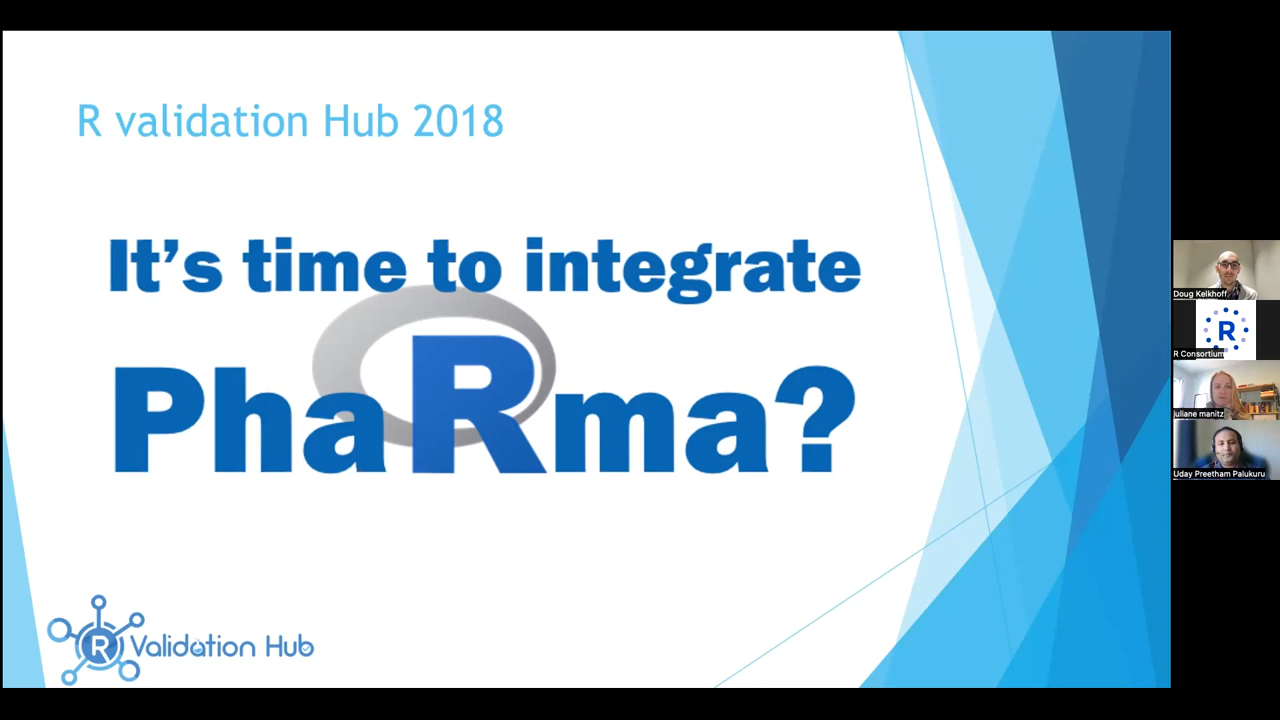 R validation Hub 2018
It's time to integrate
PhaRma?
R Validation Hub
Doug Kelkhoff
R
R Consortium
juliane manitz
Uday Preetham Palukuru